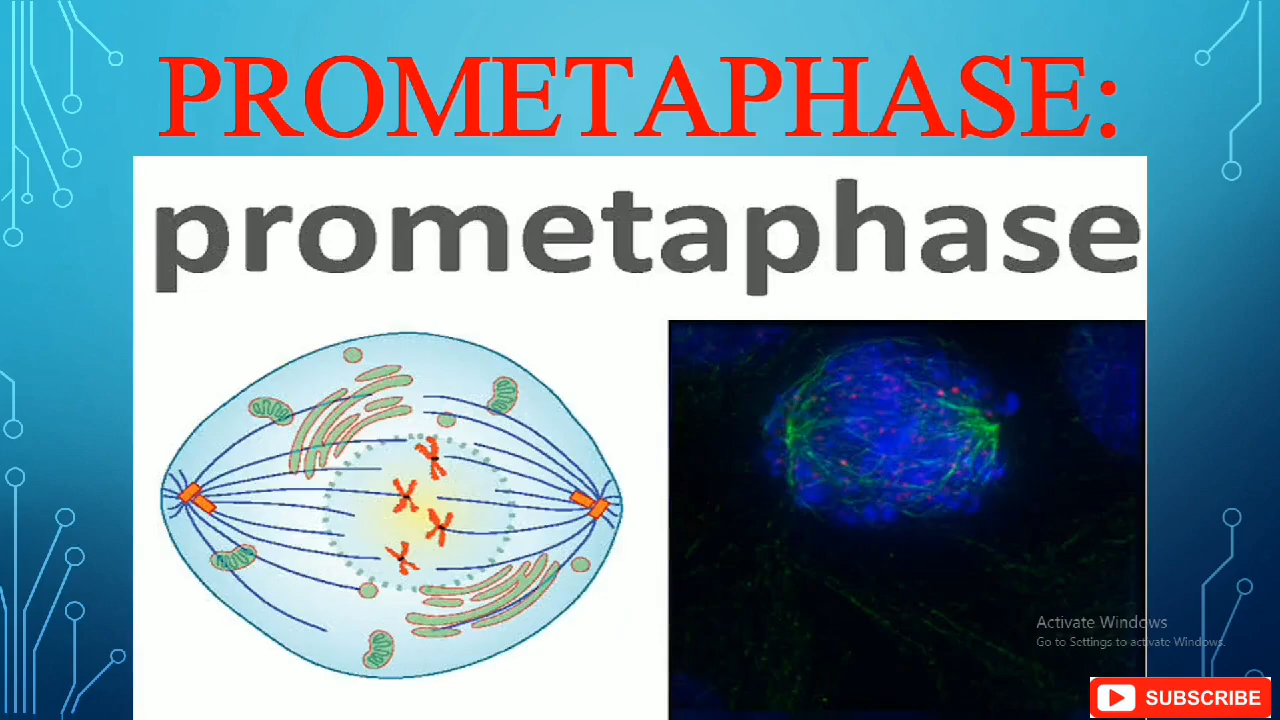 PROMETAPHASE:
prometaphase
Activate Windows
Go to Settings to activate Windows.
SUBSCRIBE